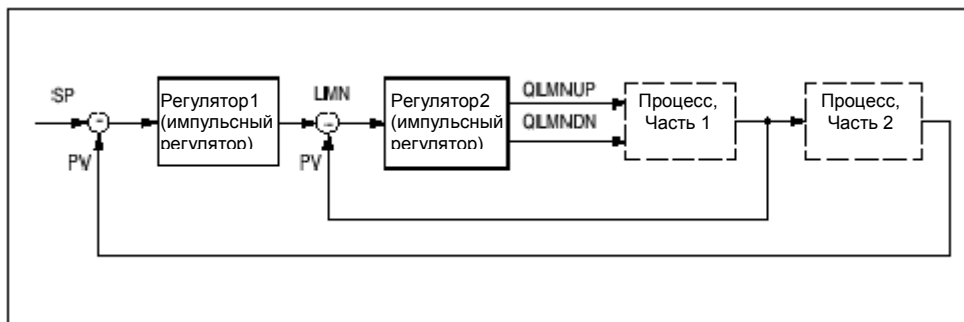 SP
PV
Регулятор1
(импульсный
регулятор)
LMN
PV
Регулятор2
(импульсный
регулятор)
QLMNUP
QLMNDN
Процесс,
Часть 1
Процесс,
Часть 2